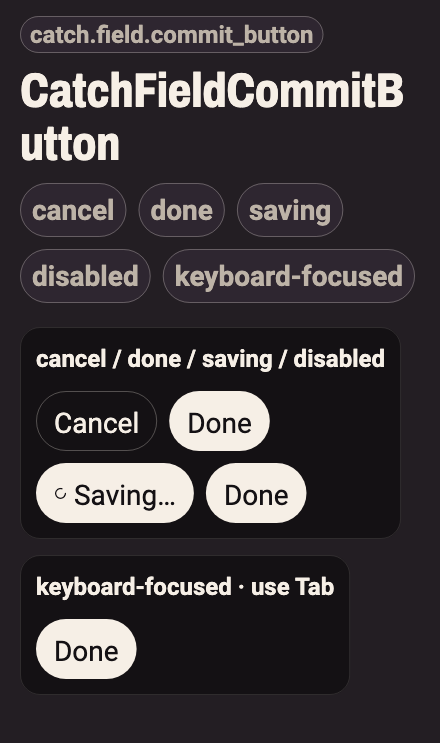 catch.field.commit_button
CatchFieldCommitB
utton
cancel done saving
disabled keyboard-focused
cancel / done / saving / disabled
Cancel Done
Saving… Done
keyboard-focused · use Tab
Done